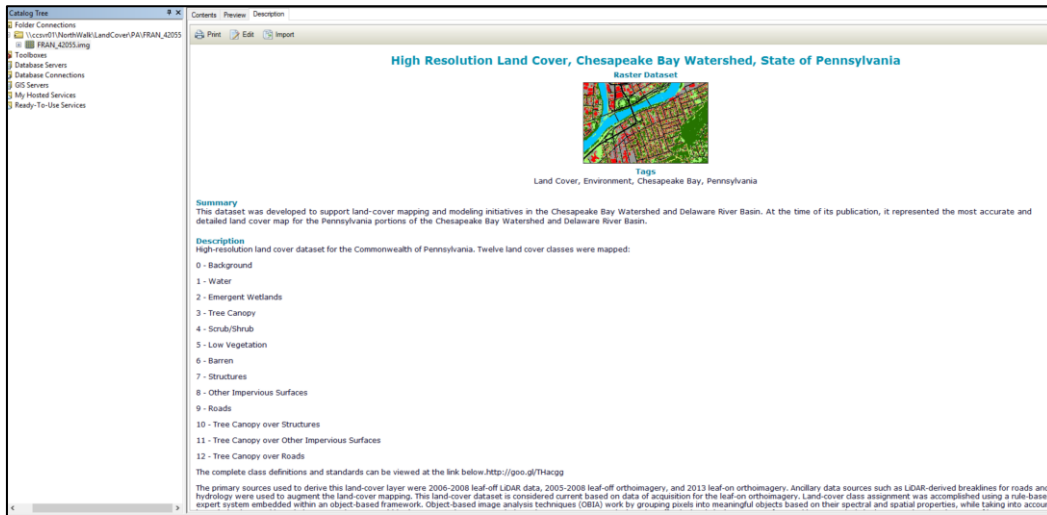 Catalog Tree
Folder Connections
\\ccsvr01\NorthWalk\LandCover\PA\FRAN_42055
FRAN_42055.img
Toolboxes
Database Servers
Database Connections
GIS Servers
My Hosted Services
Ready-To-Use Services
Contents Preview Description
Print Edit Import
High Resolution Land Cover, Chesapeake Bay Watershed, State of Pennsylvania
Raster Dataset
Tags
Land Cover, Environment, Chesapeake Bay, Pennsylvania
Summary
This dataset was developed to support land-cover mapping and modeling initiatives in the Chesapeake Bay Watershed and Delaware River Basin. At the time of its publication, it represented the most accurate and
detailed land cover map for the Pennsylvania portions of the Chesapeake Bay Watershed and Delaware River Basin.
Description
High-resolution land cover dataset for the Commonwealth of Pennsylvania. Twelve land cover classes were mapped:
0 - Background
1 - Water
2 - Emergent Wetlands
3 - Tree Canopy
4 - Scrub/Shrub
5 - Low Vegetation
6 - Barren
7 - Structures
8 - Other Impervious Surfaces
9 - Roads
10 - Tree Canopy over Structures
11 - Tree Canopy over Other Impervious Surfaces
12 - Tree Canopy over Roads
The complete class definitions and standards can be viewed at the link below.http://goo.gl/THacgg
The primary sources used to derive this land-cover layer were 2006-2008 leaf-off LiDAR data, 2005-2008 leaf-off orthoimagery, and 2013 leaf-on orthoimagery. Ancillary data sources such as LiDAR-derived breaklines for roads and
hydrology were used to augment the land-cover mapping. This land-cover dataset is considered current based on data of acquisition for the leaf-on orthoimagery. Land-cover class assignment was accomplished using a rule-base
expert system embedded within an object-based framework. Object-based image analysis techniques (OBIA) work by grouping pixels into meaningful objects based on their spectral and spatial properties, while taking into accoun